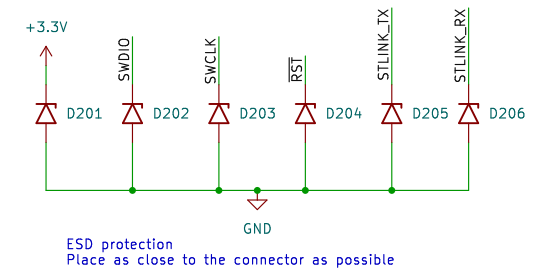 +3.3V
SWDIO
SWCLK
RST
STLINK_TX
STLINK_RX
D201
D202
D203
D204
D205
D206
GND
ESD protection
Place as close to the connector as possible